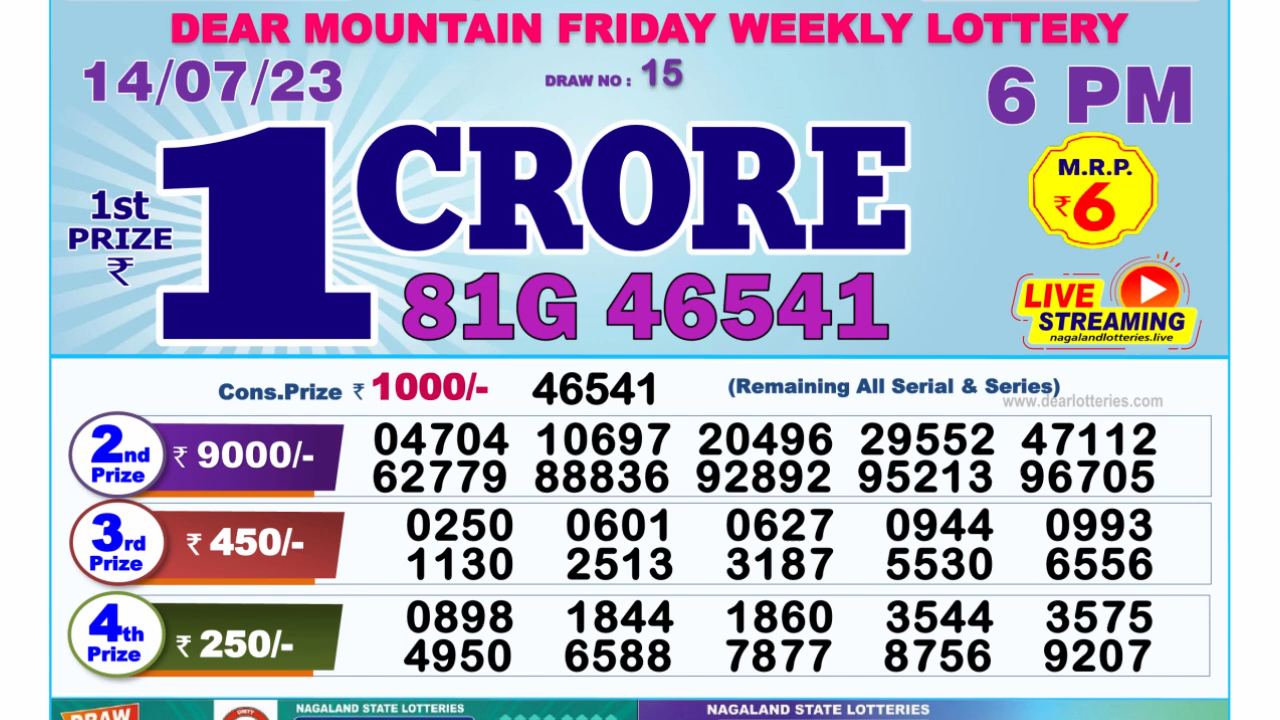 DEAR MOUNTAIN FRIDAY WEEKLY LOTTERY
14/07/23
DRAW NO : 15
6 PM
1st PRIZE ₹
1 CRORE
81G 46541
M.R.P.
₹6
LIVE
STREAMING
nagalandlotteries.live
Cons.Prize ₹ 1000/- 46541 (Remaining All Serial & Series)
www.dearlotteries.com
2nd Prize ₹ 9000/-
04704 10697 20496 29552 47112
62779 88836 92892 95213 96705
3rd Prize ₹ 450/-
0250 0601 0627 0944 0993
1130 2513 3187 5530 6556
4th Prize ₹ 250/-
0898 1844 1860 3544 3575
4950 6588 7877 8756 9207
DRAW
UNITY
NAGALAND STATE LOTTERIES
NAGALAND STATE LOTTERIES